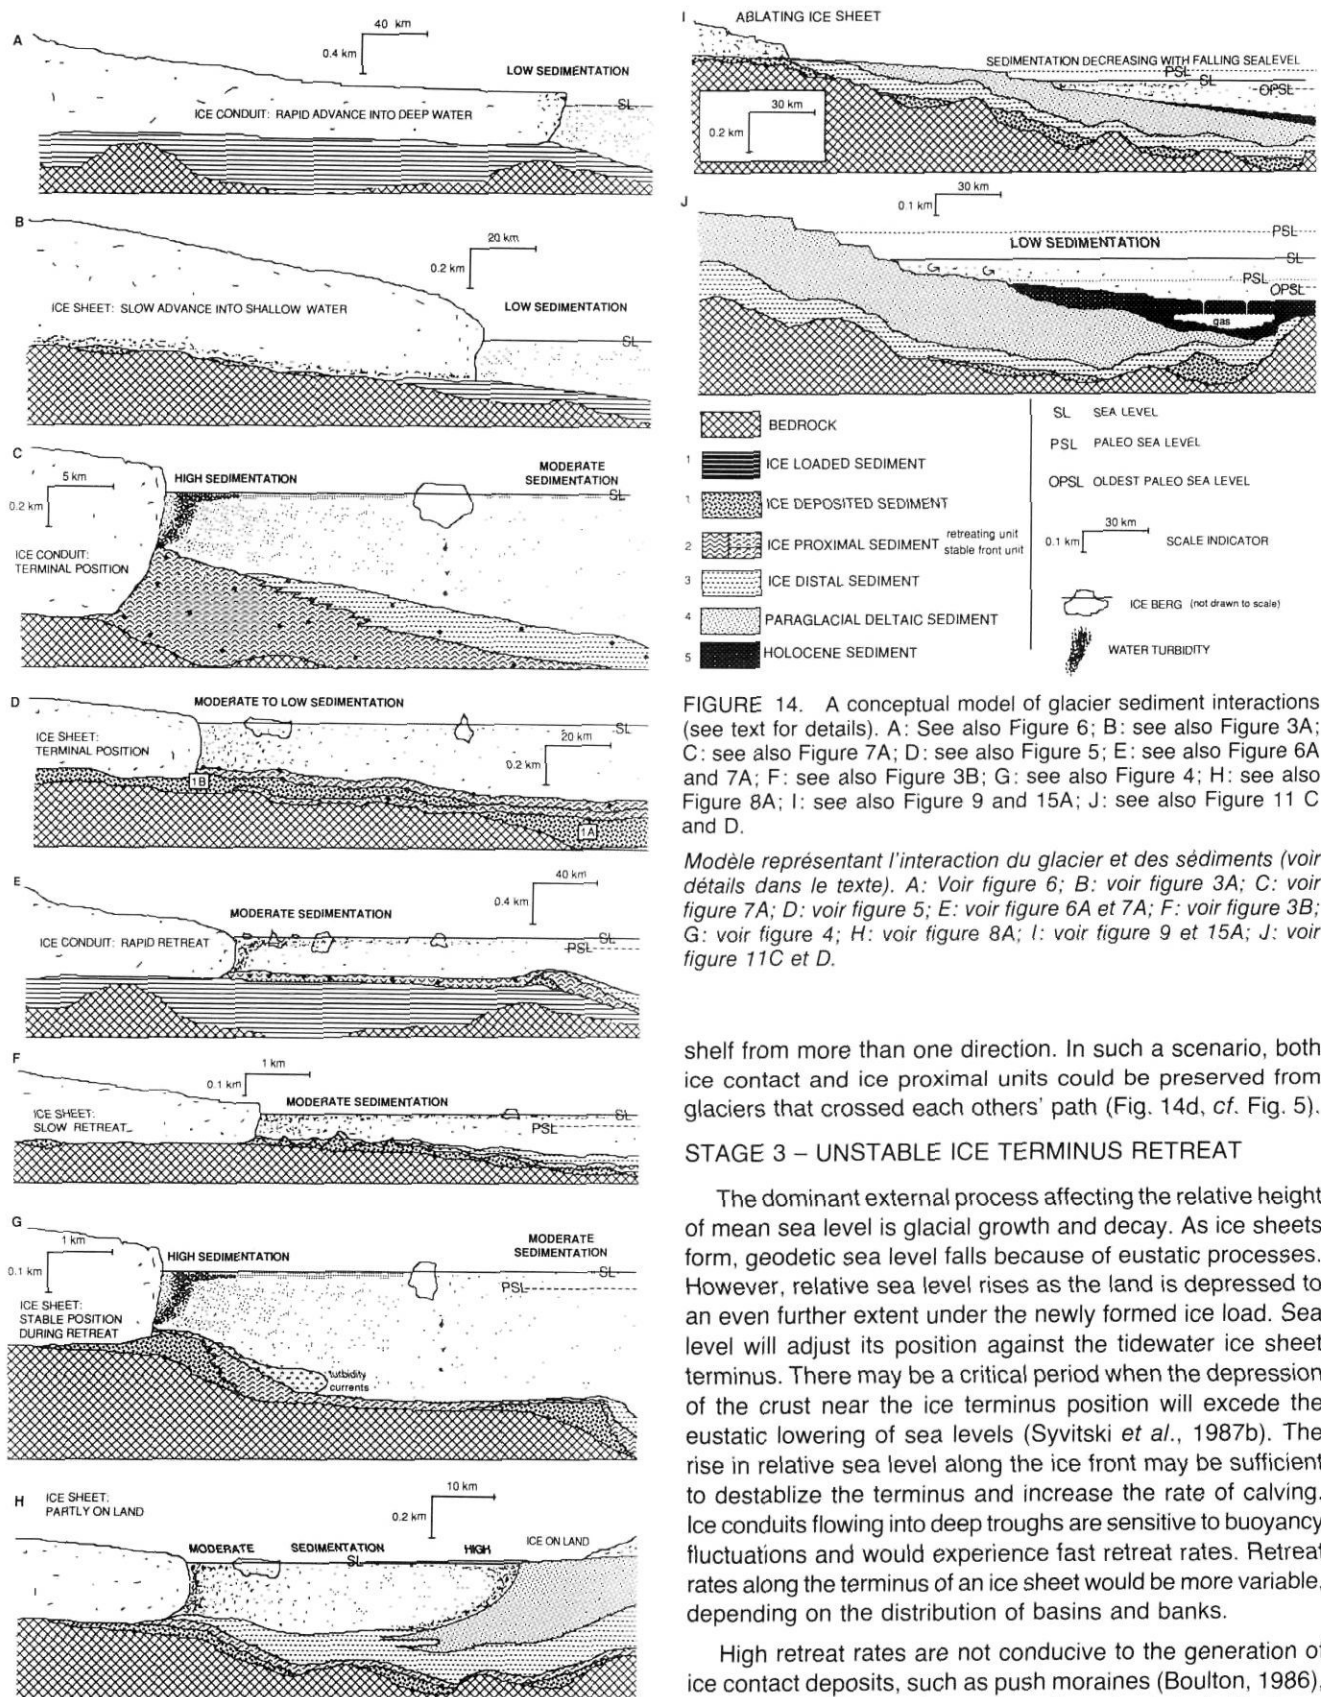 A
40 km
0.4 km
LOW SEDIMENTATION
SL
ICE CONDUIT: RAPID ADVANCE INTO DEEP WATER
B
20 km
0.2 km
ICE SHEET: SLOW ADVANCE INTO SHALLOW WATER
LOW SEDIMENTATION
SL
C
5 km
0.2 km
HIGH SEDIMENTATION
MODERATE
SEDIMENTATION
SL
ICE CONDUIT:
TERMINAL POSITION
D
MODERATE TO LOW SEDIMENTATION
SL
ICE SHEET:
TERMINAL POSITION
20 km
0.2 km
1B
1A
E
40 km
0.4 km
MODERATE SEDIMENTATION
ICE CONDUIT: RAPID RETREAT
SL
PSL
F
1 km
0.1 km
MODERATE SEDIMENTATION
ICE SHEET:
SLOW RETREAT
SL
PSL
G
1 km
0.1 km
HIGH SEDIMENTATION
MODERATE
SEDIMENTATION
SL
PSL
ICE SHEET:
STABLE POSITION
DURING RETREAT
turbidity
currents
H
ICE SHEET:
PARTLY ON LAND
10 km
0.2 km
MODERATE SEDIMENTATION HIGH
SL
ICE ON LAND
I
ABLATING ICE SHEET
SEDIMENTATION DECREASING WITH FALLING SEALEVEL
PSL
SL
OPSL
30 km
0.2 km
J
30 km
0.1 km
LOW SEDIMENTATION
PSL
SL
G G
PSL
OPSL
gas
BEDROCK
1 ICE LOADED SEDIMENT
1 ICE DEPOSITED SEDIMENT
2 ICE PROXIMAL SEDIMENT retreating unit
stable front unit
3 ICE DISTAL SEDIMENT
4 PARAGLACIAL DELTAIC SEDIMENT
5 HOLOCENE SEDIMENT
SL SEA LEVEL
PSL PALEO SEA LEVEL
OPSL OLDEST PALEO SEA LEVEL
30 km
0.1 km SCALE INDICATOR
ICE BERG (not drawn to scale)
WATER TURBIDITY
FIGURE 14. A conceptual model of glacier sediment interactions
(see text for details). A: See also Figure 6; B: see also Figure 3A;
C: see also Figure 7A; D: see also Figure 5; E: see also Figure 6A
and 7A; F: see also Figure 3B; G: see also Figure 4; H: see also
Figure 8A; I: see also Figure 9 and 15A; J: see also Figure 11 C
and D.
Modèle représentant l'interaction du glacier et des sédiments (voir
détails dans le texte). A: Voir figure 6; B: voir figure 3A; C: voir
figure 7A; D: voir figure 5; E: voir figure 6A et 7A; F: voir figure 3B;
G: voir figure 4; H: voir figure 8A; I: voir figure 9 et 15A; J: voir
figure 11C et D.
shelf from more than one direction. In such a scenario, both
ice contact and ice proximal units could be preserved from
glaciers that crossed each others' path (Fig. 14d, cf. Fig. 5).
STAGE 3 – UNSTABLE ICE TERMINUS RETREAT
The dominant external process affecting the relative height
of mean sea level is glacial growth and decay. As ice sheets
form, geodetic sea level falls because of eustatic processes.
However, relative sea level rises as the land is depressed to
an even further extent under the newly formed ice load. Sea
level will adjust its position against the tidewater ice sheet
terminus. There may be a critical period when the depression
of the crust near the ice terminus position will excede the
eustatic lowering of sea levels (Syvitski et al., 1987b). The
rise in relative sea level along the ice front may be sufficient
to destablize the terminus and increase the rate of calving.
Ice conduits flowing into deep troughs are sensitive to buoyancy
fluctuations and would experience fast retreat rates. Retreat
rates along the terminus of an ice sheet would be more variable,
depending on the distribution of basins and banks.
High retreat rates are not conducive to the generation of
ice contact deposits, such as push moraines (Boulton, 1986),